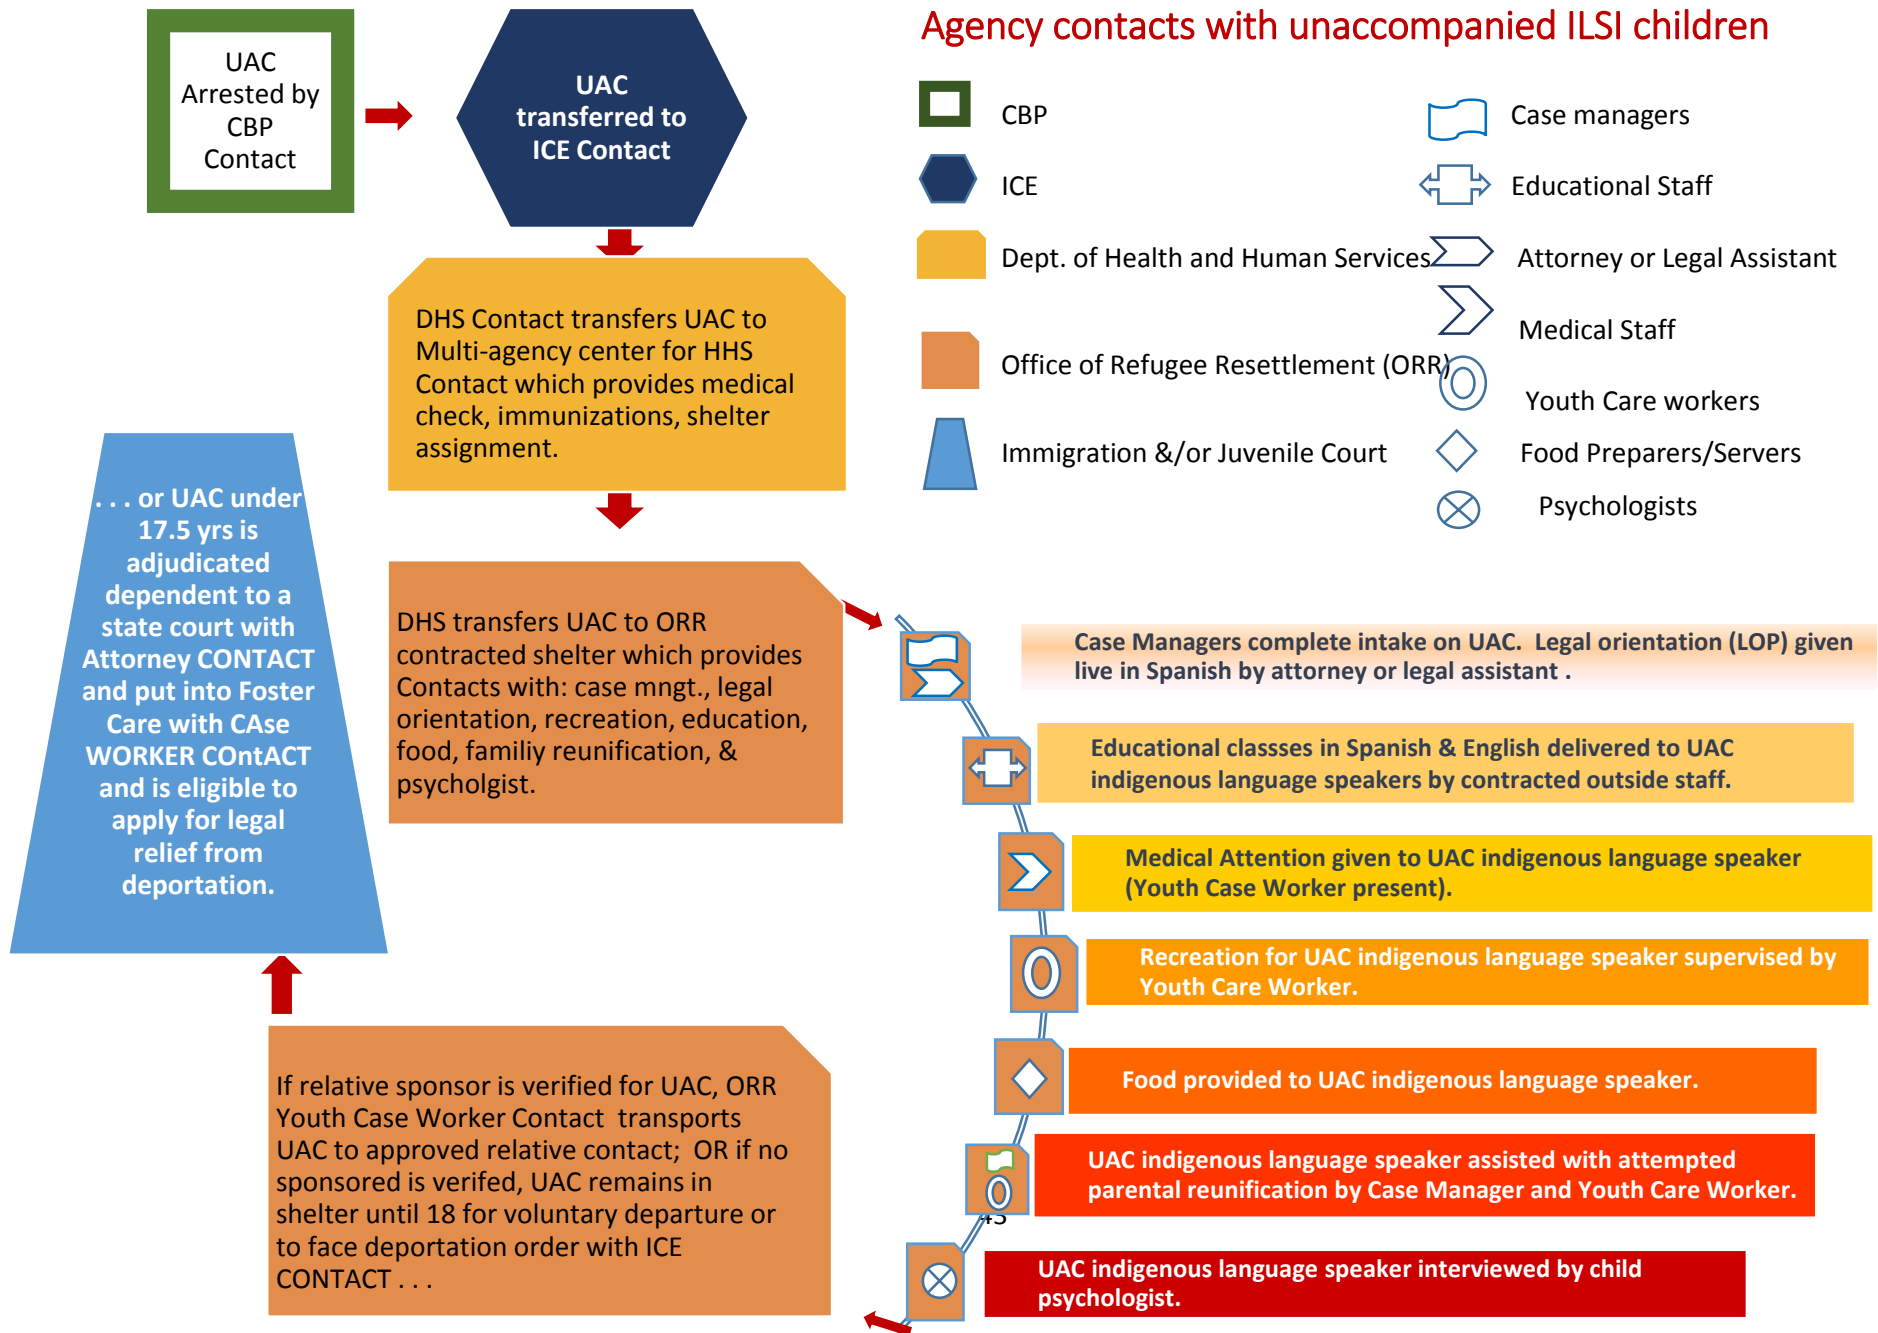 Agency contacts with unaccompanied ILSI children
UAC
Arrested by
CBP
Contact
UAC
transferred to
ICE Contact
CBP
ICE
Dept. of Health and Human Services
Office of Refugee Resettlement (ORR)
Immigration &/or Juvenile Court
Case managers
Educational Staff
Attorney or Legal Assistant
Medical Staff
Youth Care workers
Food Preparers/Servers
Psychologists
DHS Contact transfers UAC to
Multi-agency center for HHS
Contact which provides medical
check, immunizations, shelter
assignment.
DHS transfers UAC to ORR
contracted shelter which provides
Contacts with: case mngt., legal
orientation, recreation, education,
food, familiy reunification, &
psycholgist.
Case Managers complete intake on UAC. Legal orientation (LOP) given
live in Spanish by attorney or legal assistant .
Educational classses in Spanish & English delivered to UAC
indigenous language speakers by contracted outside staff.
Medical Attention given to UAC indigenous language speaker
(Youth Case Worker present).
Recreation for UAC indigenous language speaker supervised by
Youth Care Worker.
Food provided to UAC indigenous language speaker.
UAC indigenous language speaker assisted with attempted
parental reunification by Case Manager and Youth Care Worker.
43
UAC indigenous language speaker interviewed by child
psychologist.
If relative sponsor is verified for UAC, ORR
Youth Case Worker Contact transports
UAC to approved relative contact; OR if no
sponsored is verifed, UAC remains in
shelter until 18 for voluntary departure or
to face deportation order with ICE
CONTACT . . .
. . . or UAC under
17.5 yrs is
adjudicated
dependent to a
state court with
Attorney CONTACT
and put into Foster
Care with CAse
WORKER COntACT
and is eligible to
apply for legal
relief from
deportation.